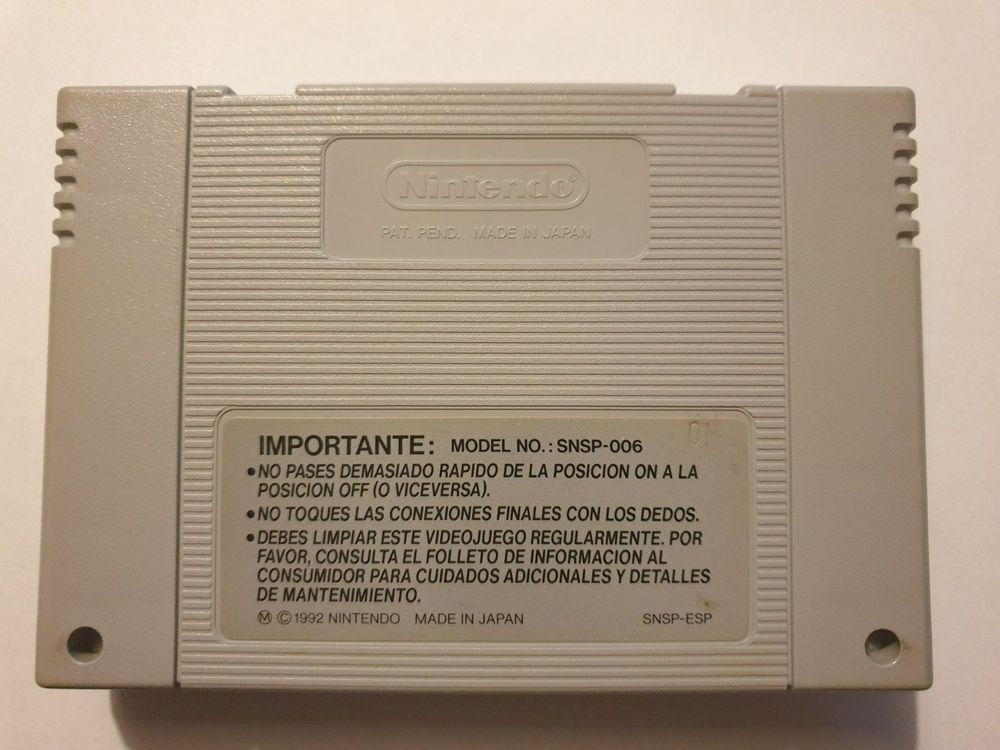 Nintendo®
PAT. PEND. MADE IN JAPAN
01
IMPORTANTE: MODEL NO.: SNSP-006
●NO PASES DEMASIADO RAPIDO DE LA POSICION ON A LA
POSICION OFF (O VICEVERSA).
●NO TOQUES LAS CONEXIONES FINALES CON LOS DEDOS.
●DEBES LIMPIAR ESTE VIDEOJUEGO REGULARMENTE. POR
FAVOR, CONSULTA EL FOLLETO DE INFORMACION AL
CONSUMIDOR PARA CUIDADOS ADICIONALES Y DETALLES
DE MANTENIMIENTO.
Ⓜ ©1992 NINTENDO MADE IN JAPAN SNSP-ESP